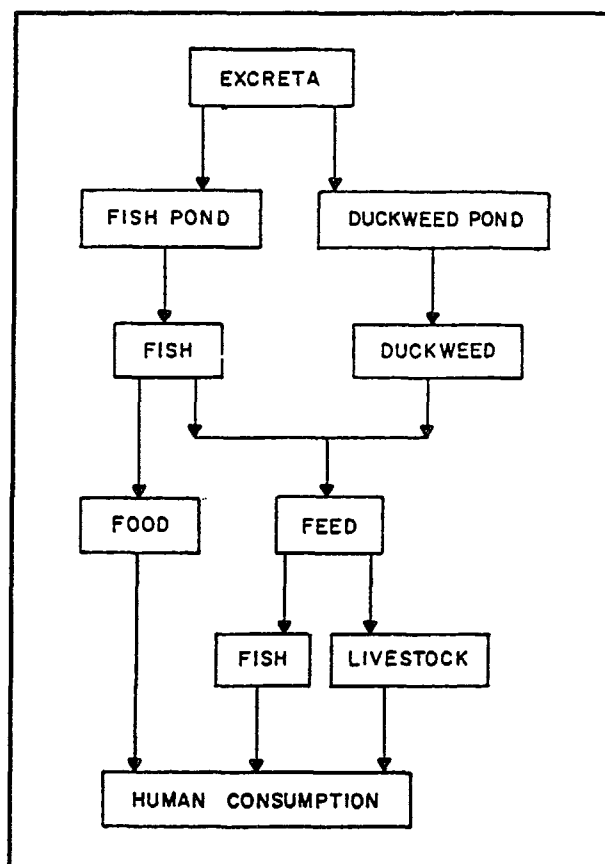 EXCRETA
FISH POND
DUCKWEED POND
FISH
DUCKWEED
FOOD
FEED
FISH
LIVESTOCK
HUMAN CONSUMPTION